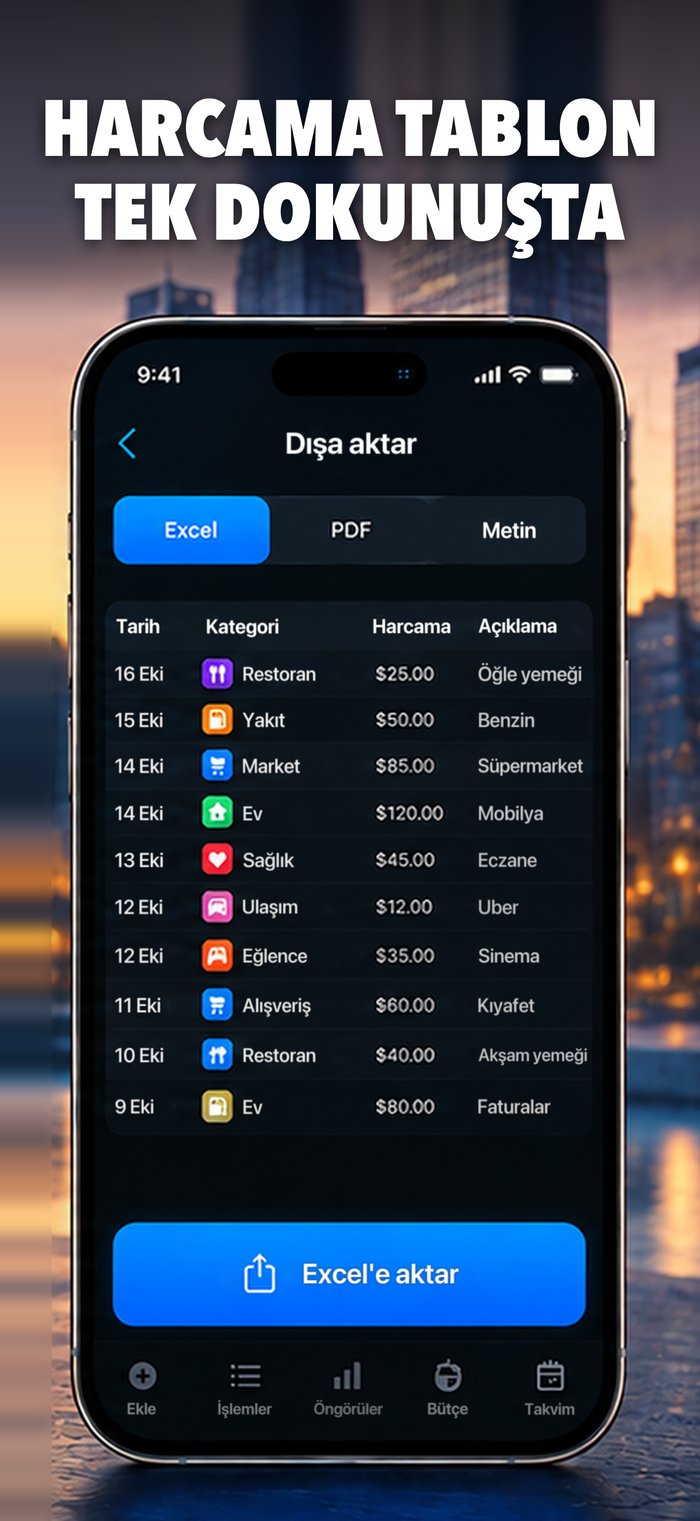 HARCAMA TABLON
TEK DOKUNUŞTA
9:41
Dışa aktar
Excel PDF Metin
Tarih Kategori Harcama Açıklama
16 Eki Restoran $25.00 Öğle yemeği
15 Eki Yakıt $50.00 Benzin
14 Eki Market $85.00 Süpermarket
14 Eki Ev $120.00 Mobilya
13 Eki Sağlık $45.00 Eczane
12 Eki Ulaşım $12.00 Uber
12 Eki Eğlence $35.00 Sinema
11 Eki Alışveriş $60.00 Kıyafet
10 Eki Restoran $40.00 Akşam yemeği
9 Eki Ev $80.00 Faturalar
Excel'e aktar
Ekle İşlemler Öngörüler Bütçe Takvim